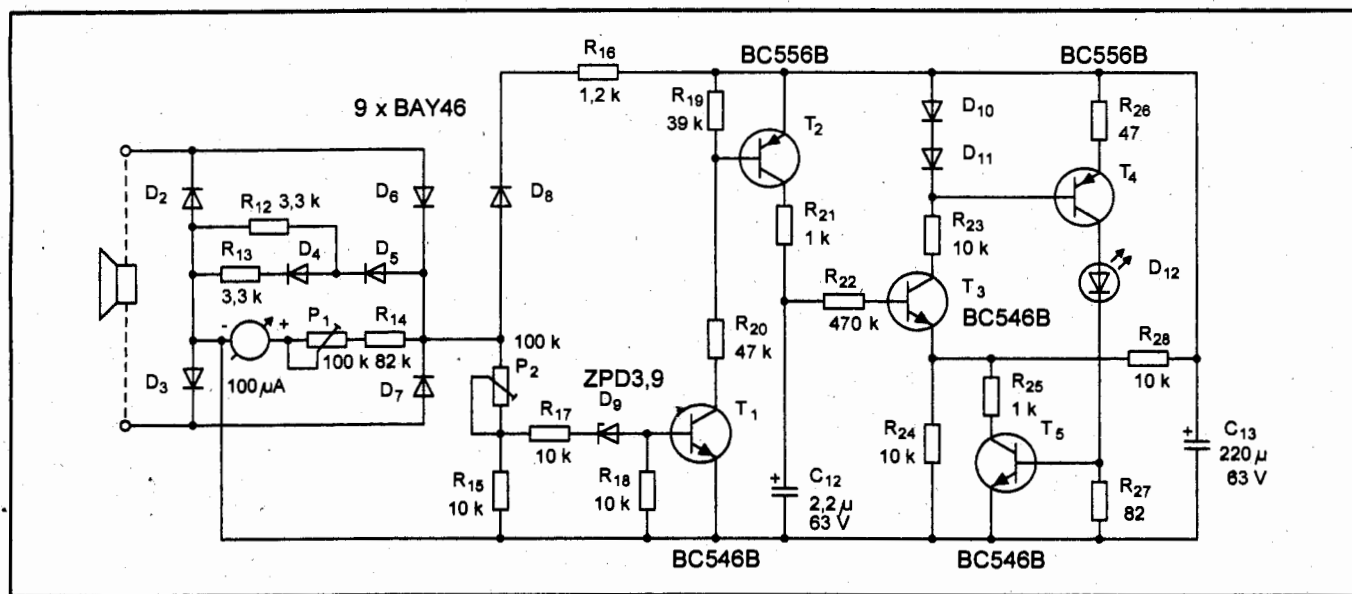 BC556B
BC556B
R16
1,2 k
9 x BAY46
R19
39 k
T2
D10
D11
R26
47
T4
D2
D6
D8
R12 3,3 k
R13
3,3 k
D4
D5
R21
1 k
R23
10 k
D12
R22
470 k
T3
BC546B
-
+
P1
100 k
R14
82 k
100 µA
D3
D7
100 k
P2
R20
47 k
R28
10 k
ZPD3,9
D9
R17
10 k
T1
R25
1 k
T5
R24
10 k
+
C13
220 µ
63 V
R15
10 k
R18
10 k
+
C12
2,2 µ
63 V
R27
82
BC546B
BC546B